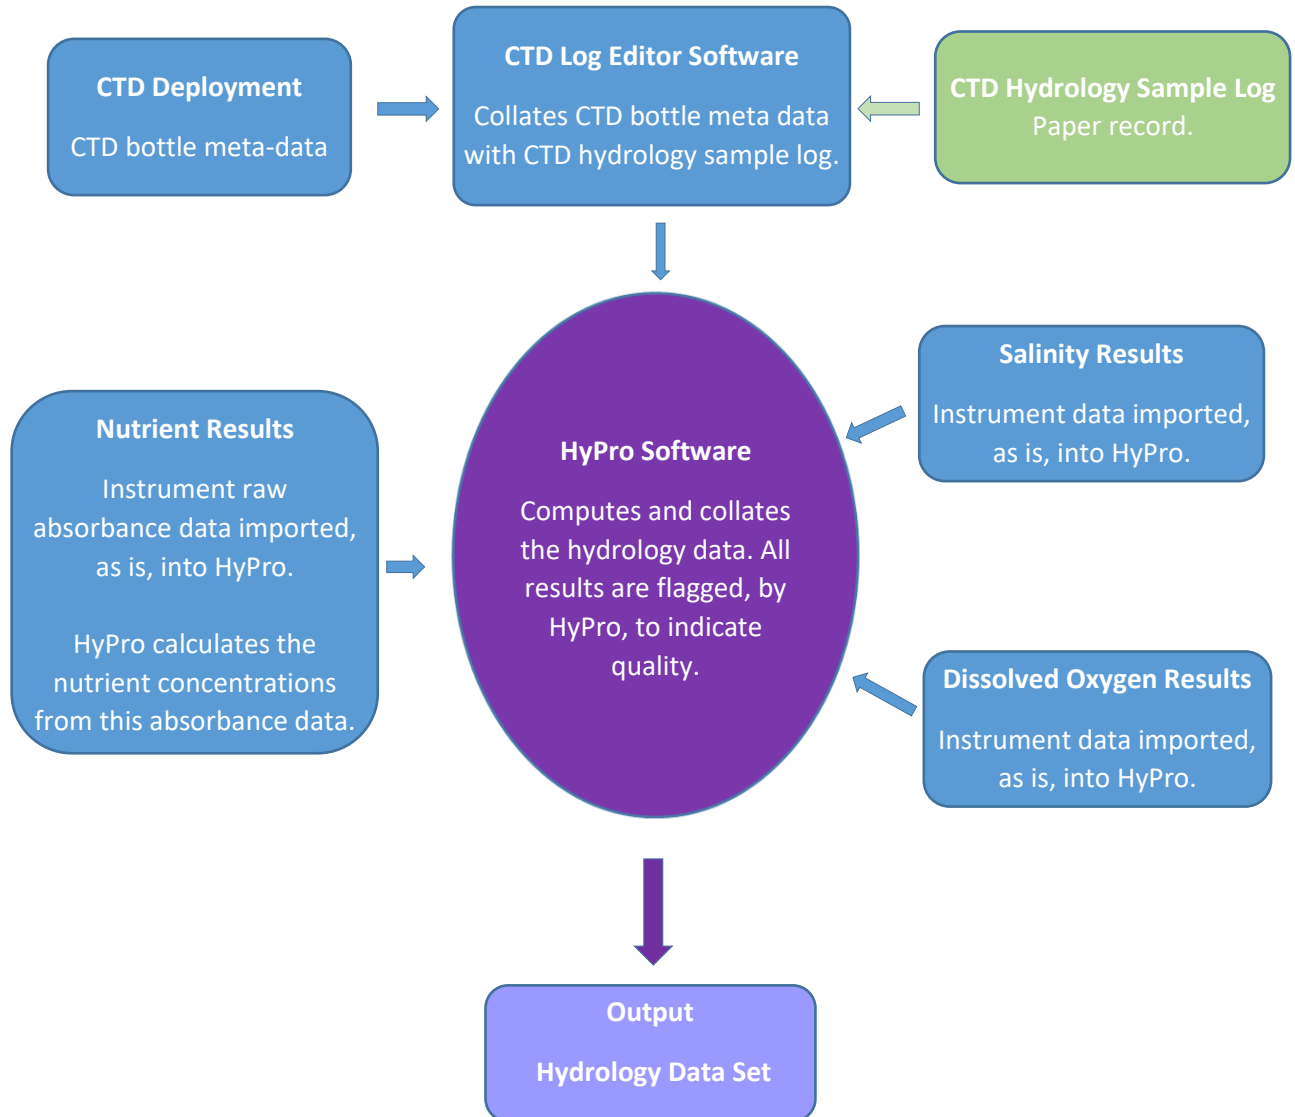 CTD Deployment
CTD bottle meta-data
CTD Log Editor Software
Collates CTD bottle meta data
with CTD hydrology sample log.
CTD Hydrology Sample Log
Paper record.
Nutrient Results
Instrument raw
absorbance data imported,
as is, into HyPro.
HyPro calculates the
nutrient concentrations
from this absorbance data.
HyPro Software
Computes and collates
the hydrology data. All
results are flagged, by
HyPro, to indicate
quality.
Salinity Results
Instrument data imported,
as is, into HyPro.
Dissolved Oxygen Results
Instrument data imported,
as is, into HyPro.
Output
Hydrology Data Set